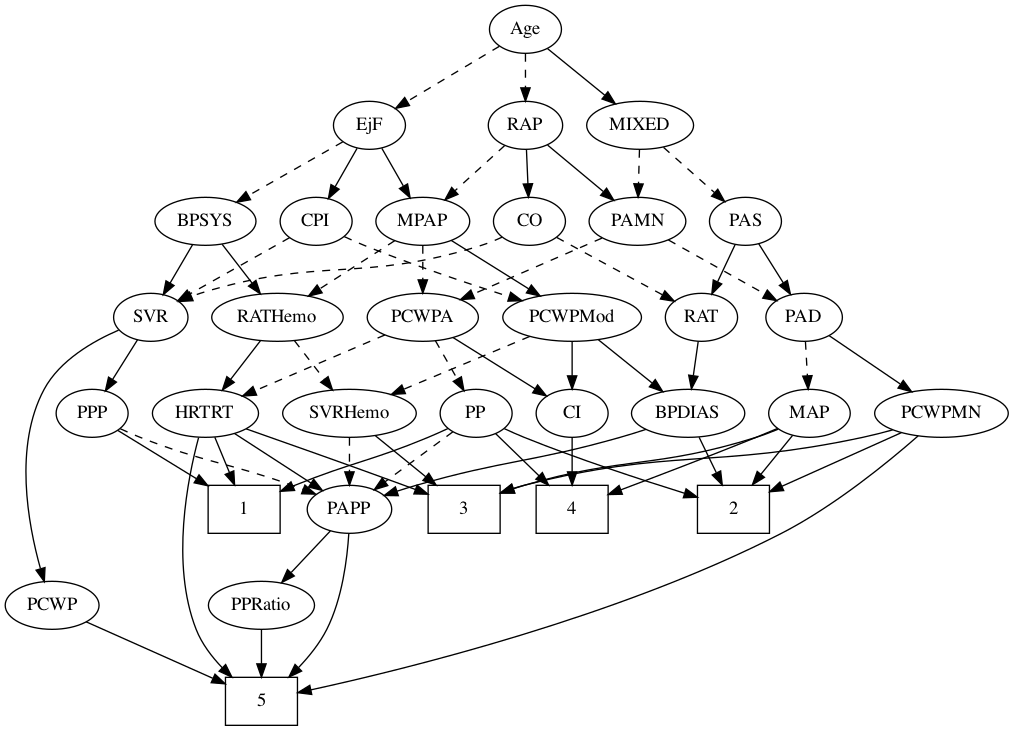 Age
EjF
RAP
MIXED
BPSYS
CPI
MPAP
CO
PAMN
PAS
SVR
RATHemo
PCWPA
PCWPMod
RAT
PAD
PPP
HRTRT
SVRHemo
PP
CI
BPDIAS
MAP
PCWPMN
1
PAPP
3
4
2
PCWP
PPRatio
5